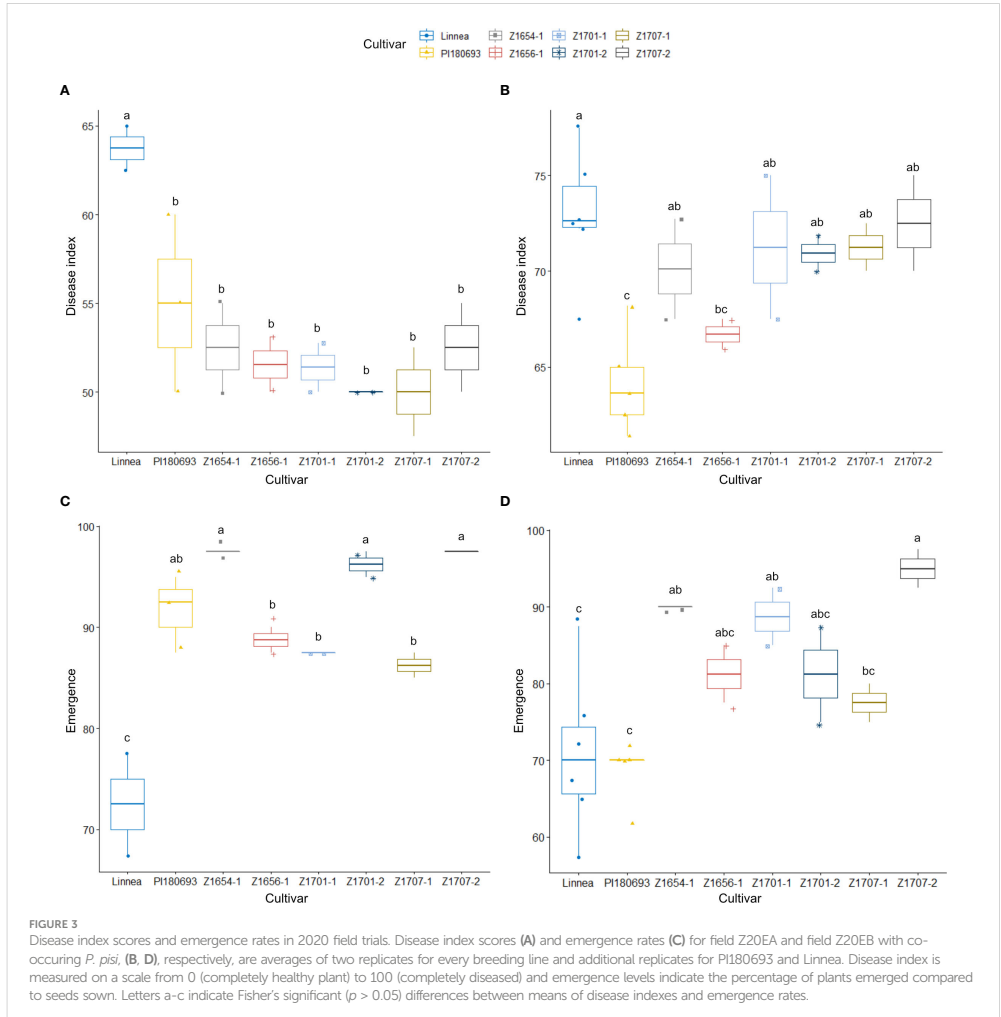 Cultivar
Linnea
Z1654-1
Z1701-1
Z1707-1
PI180693
Z1656-1
Z1701-2
Z1707-2
A
65
60
55
50
Disease index
a
b
b
b
b
b
b
b
Linnea PI180693 Z1654-1 Z1656-1 Z1701-1 Z1701-2 Z1707-1 Z1707-2
Cultivar
B
75
70
65
Disease index
a
c
ab
bc
ab
ab
ab
ab
Linnea PI180693 Z1654-1 Z1656-1 Z1701-1 Z1701-2 Z1707-1 Z1707-2
Cultivar
C
100
90
80
70
Emergence
c
ab
a
b
b
a
b
a
Linnea PI180693 Z1654-1 Z1656-1 Z1701-1 Z1701-2 Z1707-1 Z1707-2
Cultivar
D
100
90
80
70
60
Emergence
c
c
ab
abc
ab
abc
bc
a
Linnea PI180693 Z1654-1 Z1656-1 Z1701-1 Z1701-2 Z1707-1 Z1707-2
Cultivar
FIGURE 3
Disease index scores and emergence rates in 2020 field trials. Disease index scores (A) and emergence rates (C) for field Z20EA and field Z20EB with co-
occuring P. pisi, (B, D), respectively, are averages of two replicates for every breeding line and additional replicates for PI180693 and Linnea. Disease index is
measured on a scale from 0 (completely healthy plant) to 100 (completely diseased) and emergence levels indicate the percentage of plants emerged compared
to seeds sown. Letters a-c indicate Fisher's significant (p > 0.05) differences between means of disease indexes and emergence rates.